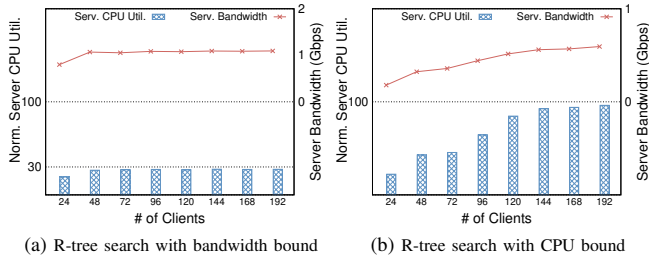 Serv. CPU Util.
Server Bandwidth
Norm. Server CPU Util.
100
30
2
1
0
Server Bandwidth (Gbps)
24 48 72 96 120 144 168 192
# of Clients
(a) R-tree search with bandwidth bound
Serv. CPU Util.
Server Bandwidth
Norm. Server CPU Util.
100
1
0
Server Bandwidth (Gbps)
24 48 72 96 120 144 168 192
# of Clients
(b) R-tree search with CPU bound